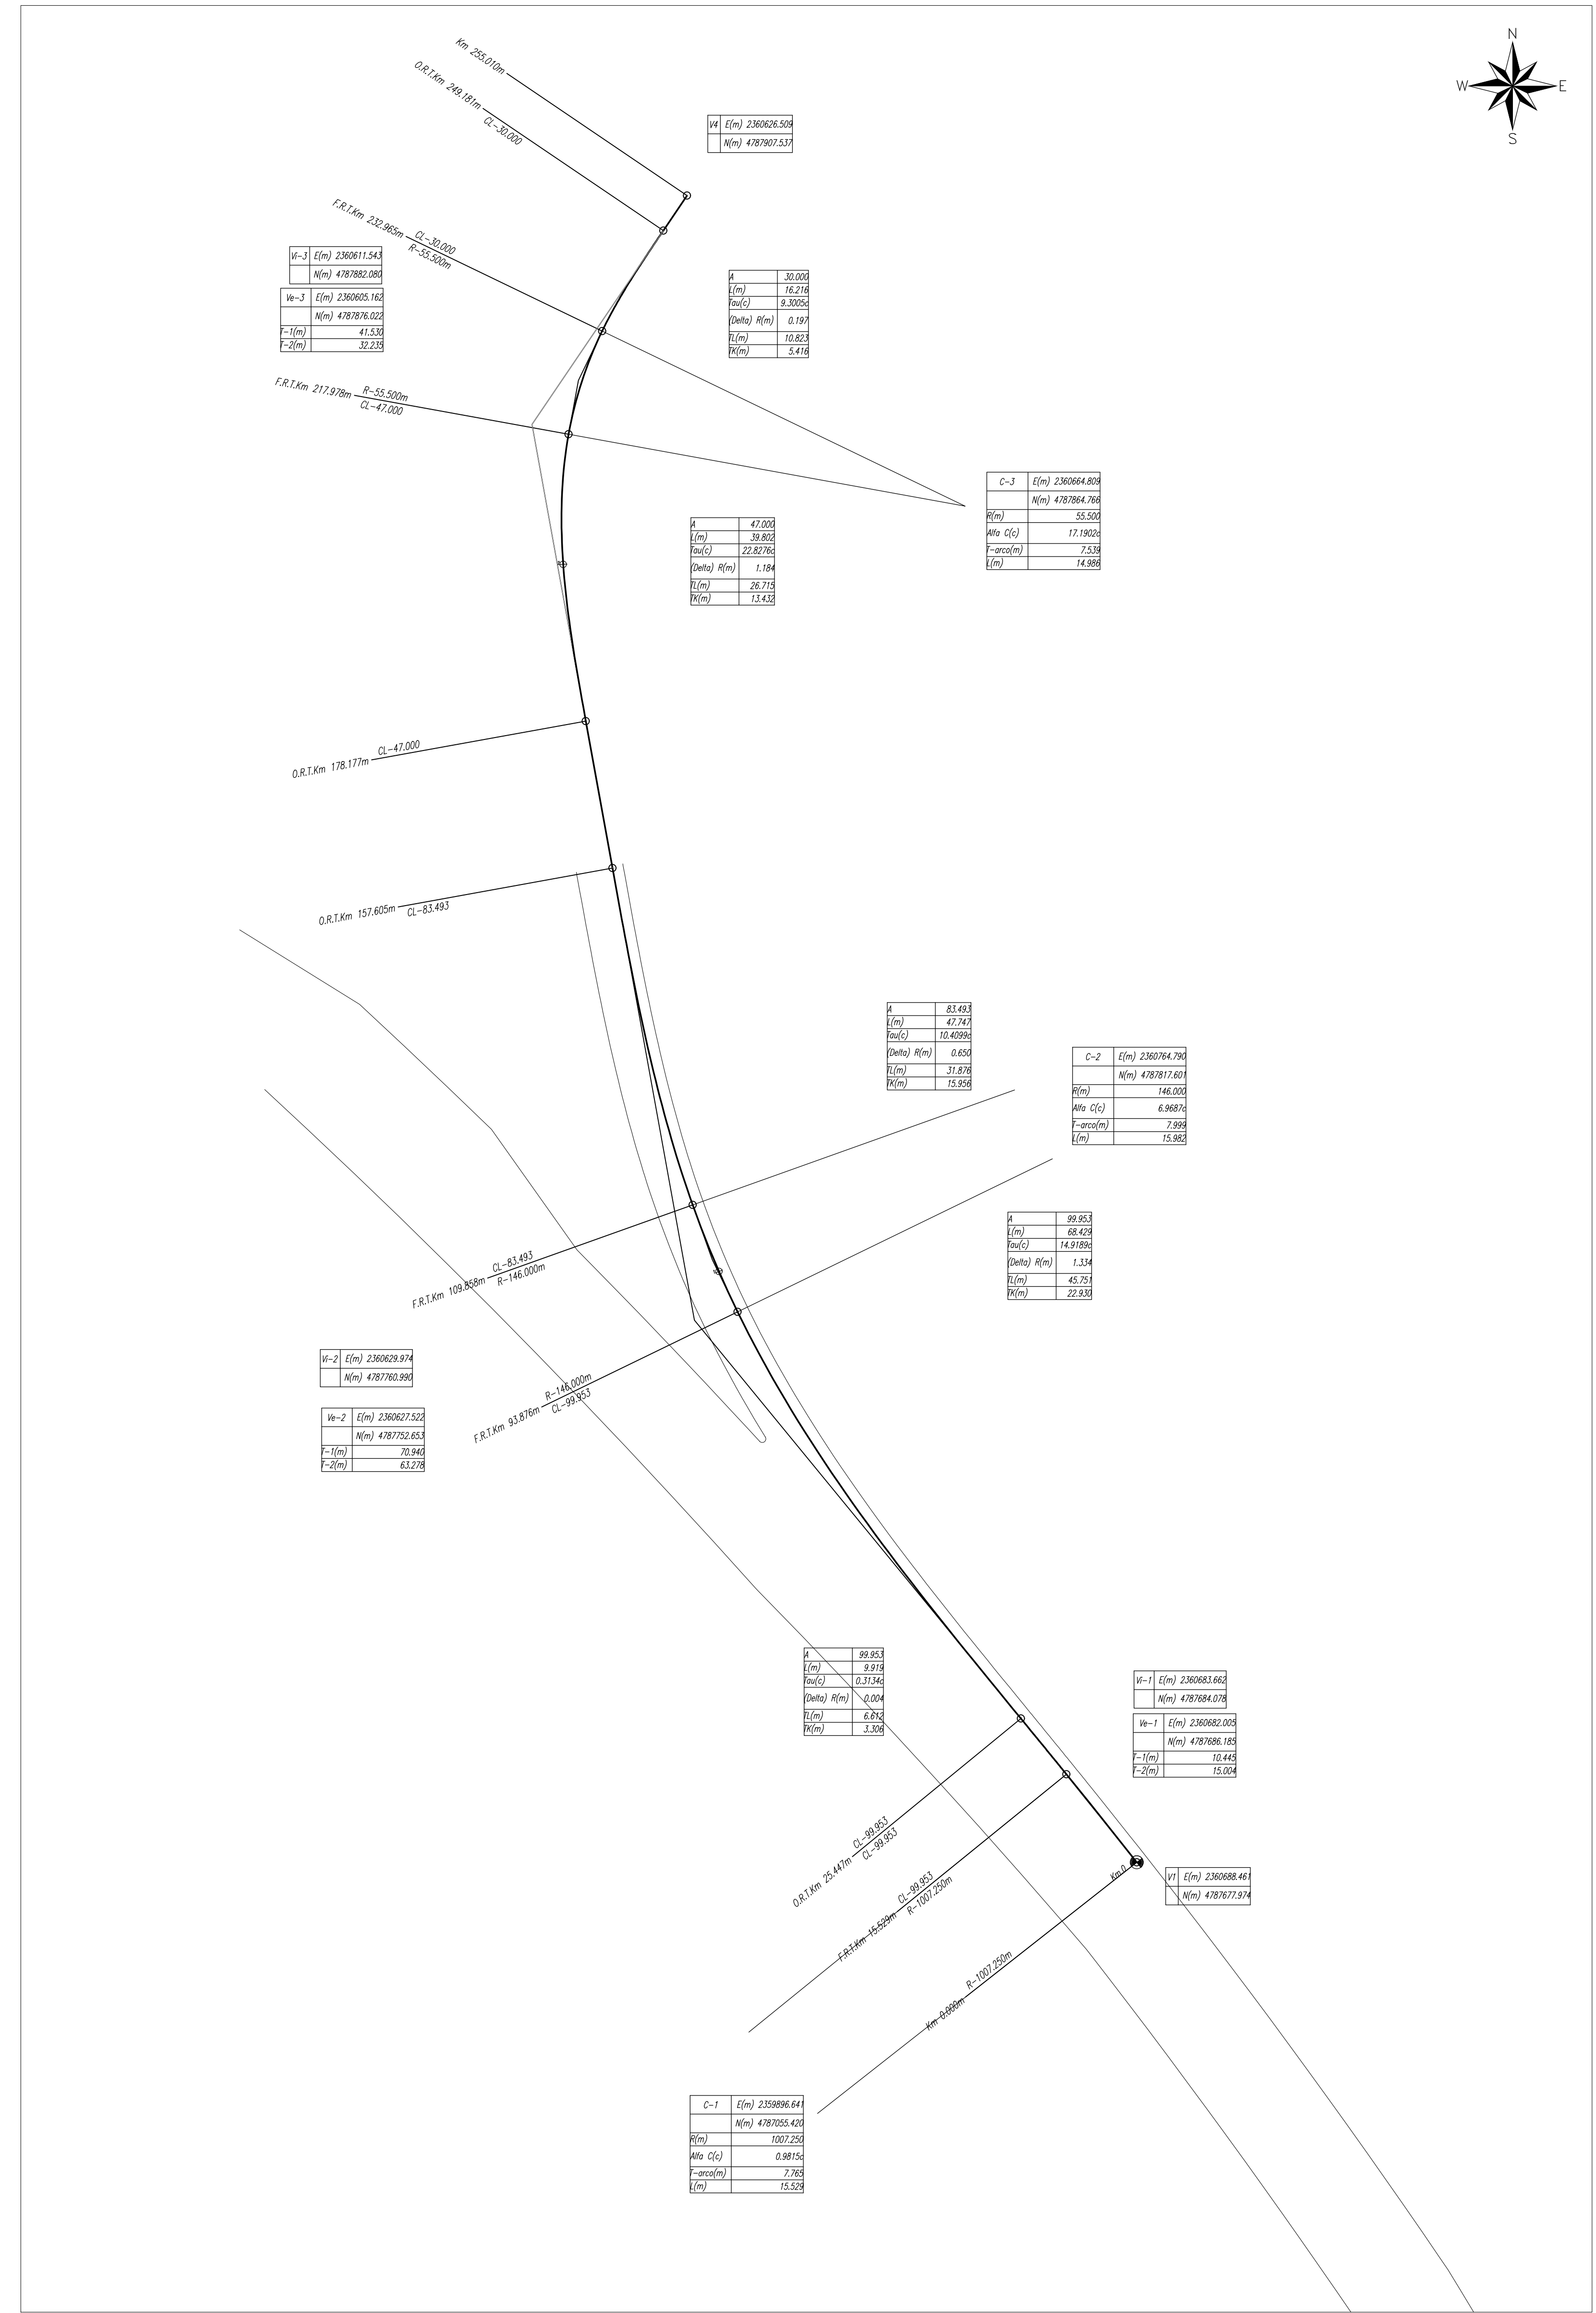 N
W E
S
Km 255.010m
O.R.T.Km 249.181m
CL-30.000
V4 E(m) 2360626.509
N(m) 4787907.537
F.R.T.Km 232.965m
CL-30.000
R-55.500m
Vi-3 E(m) 2360611.543
N(m) 4787882.080
Ve-3 E(m) 2360605.162
N(m) 4787876.022
T-1(m) 41.530
T-2(m) 32.235
A 30.000
L(m) 16.216
Tau(c) 9.3005c
(Delta) R(m) 0.197
TL(m) 10.823
TK(m) 5.416
F.R.T.Km 217.978m
R-55.500m
CL-47.000
C-3 E(m) 2360664.809
N(m) 4787864.766
R(m) 55.500
Alfa C(c) 17.1902c
T-arco(m) 7.539
L(m) 14.986
A 47.000
L(m) 39.802
Tau(c) 22.8276c
(Delta) R(m) 1.184
TL(m) 26.715
TK(m) 13.432
O.R.T.Km 178.177m
CL-47.000
O.R.T.Km 157.605m
CL-83.493
A 83.493
L(m) 47.747
Tau(c) 10.4099c
(Delta) R(m) 0.650
TL(m) 31.876
TK(m) 15.956
C-2 E(m) 2360764.790
N(m) 4787817.601
R(m) 146.000
Alfa C(c) 6.9687c
T-arco(m) 7.999
L(m) 15.982
F.R.T.Km 109.858m
CL-83.493
R-146.000m
A 99.953
L(m) 68.429
Tau(c) 14.9189c
(Delta) R(m) 1.334
TL(m) 45.751
TK(m) 22.930
F.R.T.Km 93.876m
R-146.000m
CL-99.953
Vi-2 E(m) 2360629.974
N(m) 4787760.990
Ve-2 E(m) 2360627.522
N(m) 4787752.653
T-1(m) 70.940
T-2(m) 63.278
A 99.953
L(m) 9.919
Tau(c) 0.3134c
(Delta) R(m) 0.004
TL(m) 6.612
TK(m) 3.306
Vi-1 E(m) 2360683.662
N(m) 4787684.078
Ve-1 E(m) 2360682.005
N(m) 4787686.185
T-1(m) 10.445
T-2(m) 15.004
O.R.T.Km 25.447m
CL-99.953
CL-99.953
F.R.T.Km 15.529m
CL-99.953
R-1007.250m
Km 0
V1 E(m) 2360688.461
N(m) 4787677.974
Km 0.000m
R-1007.250m
C-1 E(m) 2359896.641
N(m) 4787055.420
R(m) 1007.250
Alfa C(c) 0.9815c
T-arco(m) 7.765
L(m) 15.529